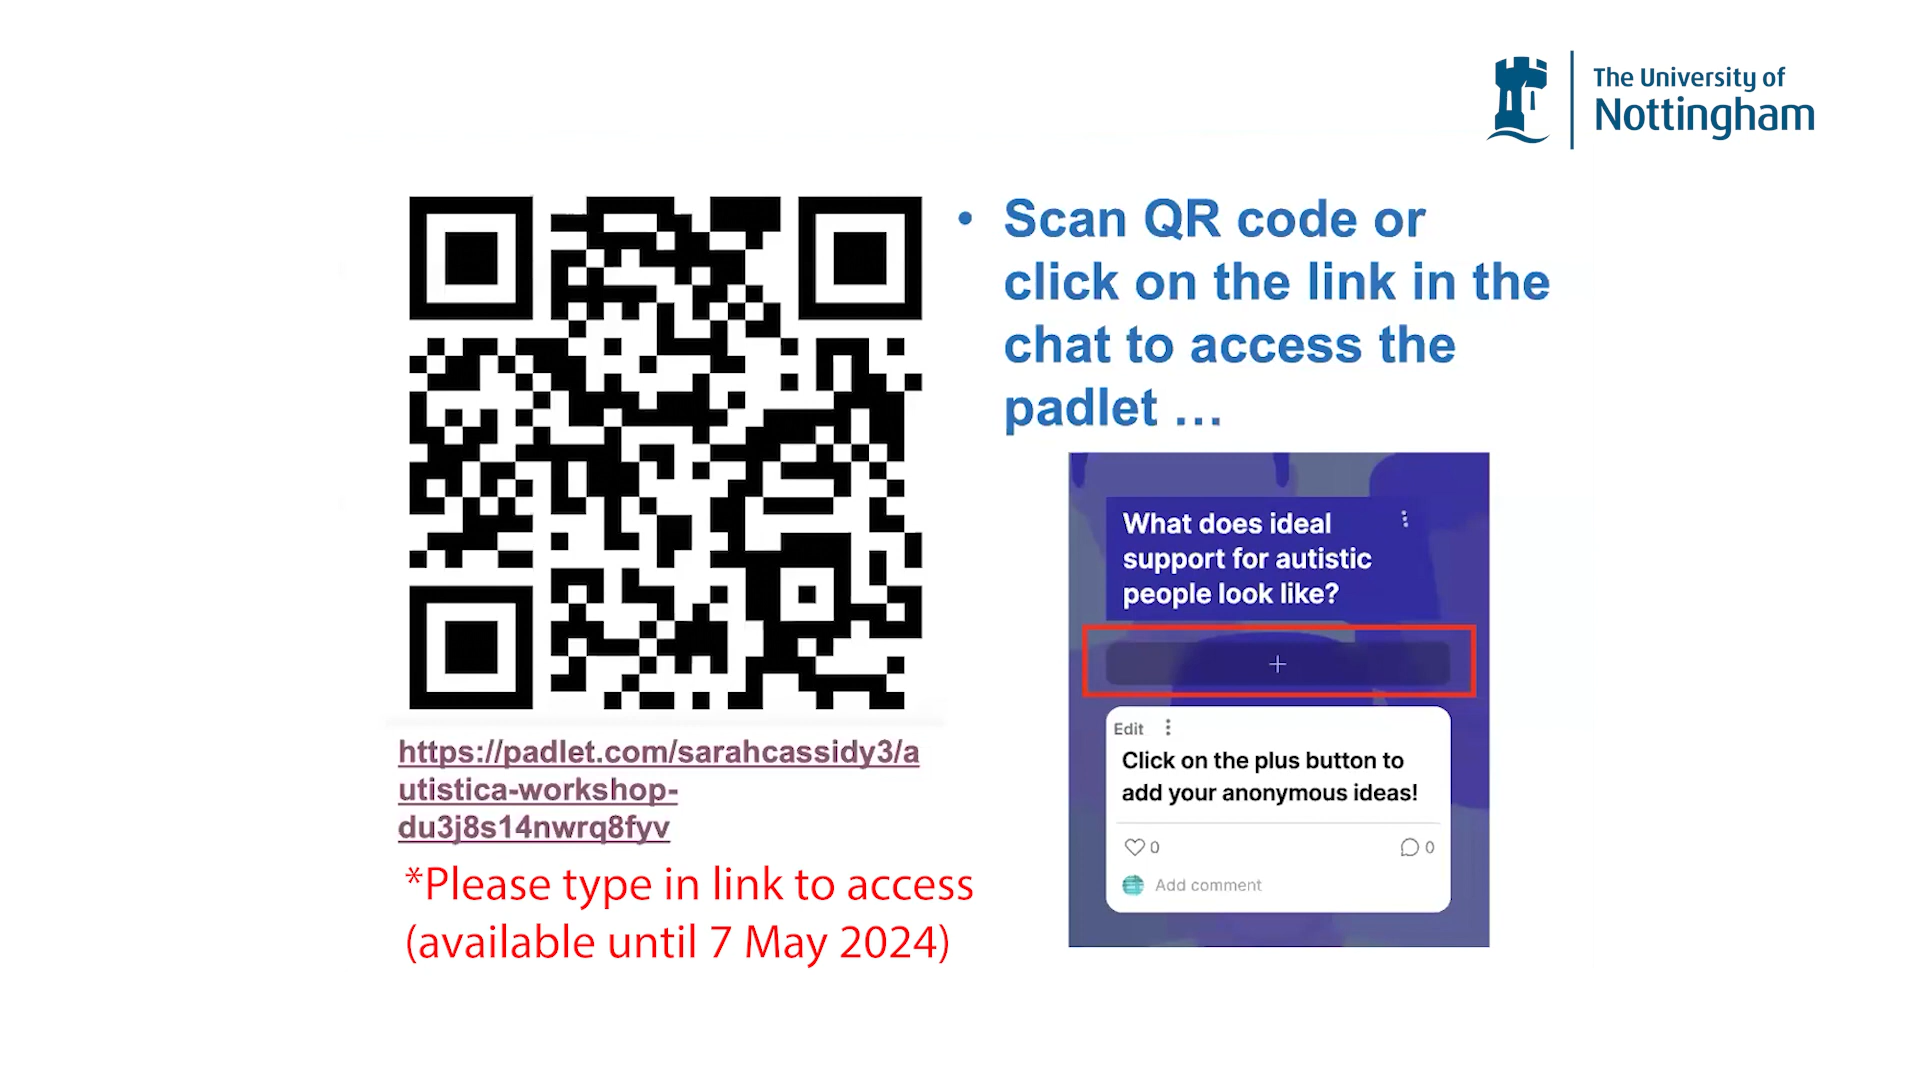 The University of
Nottingham
• Scan QR code or
click on the link in the
chat to access the
padlet …
https://padlet.com/sarahcassidy3/a
utistica-workshop-
du3j8s14nwrq8fyv
*Please type in link to access
(available until 7 May 2024)
What does ideal
support for autistic
people look like?
+
Edit
Click on the plus button to
add your anonymous ideas!
0
0
Add comment